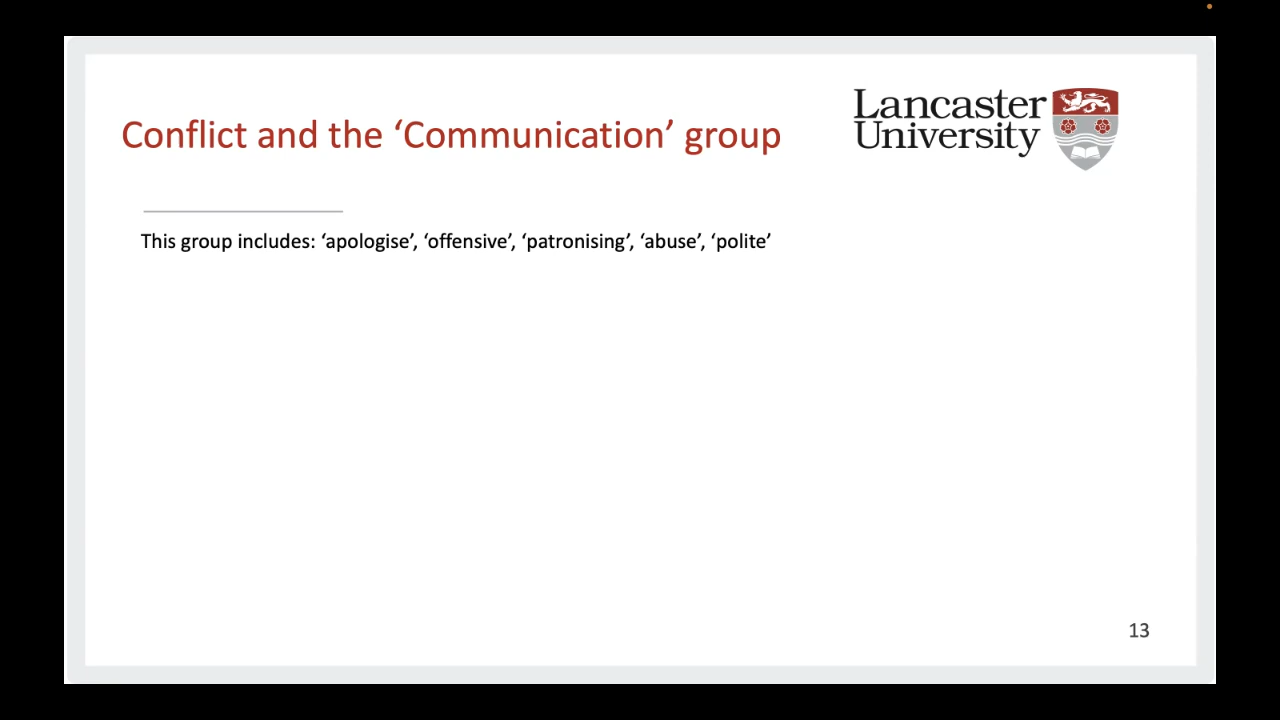 Conflict and the ‘Communication’ group
Lancaster
University
This group includes: ‘apologise’, ‘offensive’, ‘patronising’, ‘abuse’, ‘polite’
13